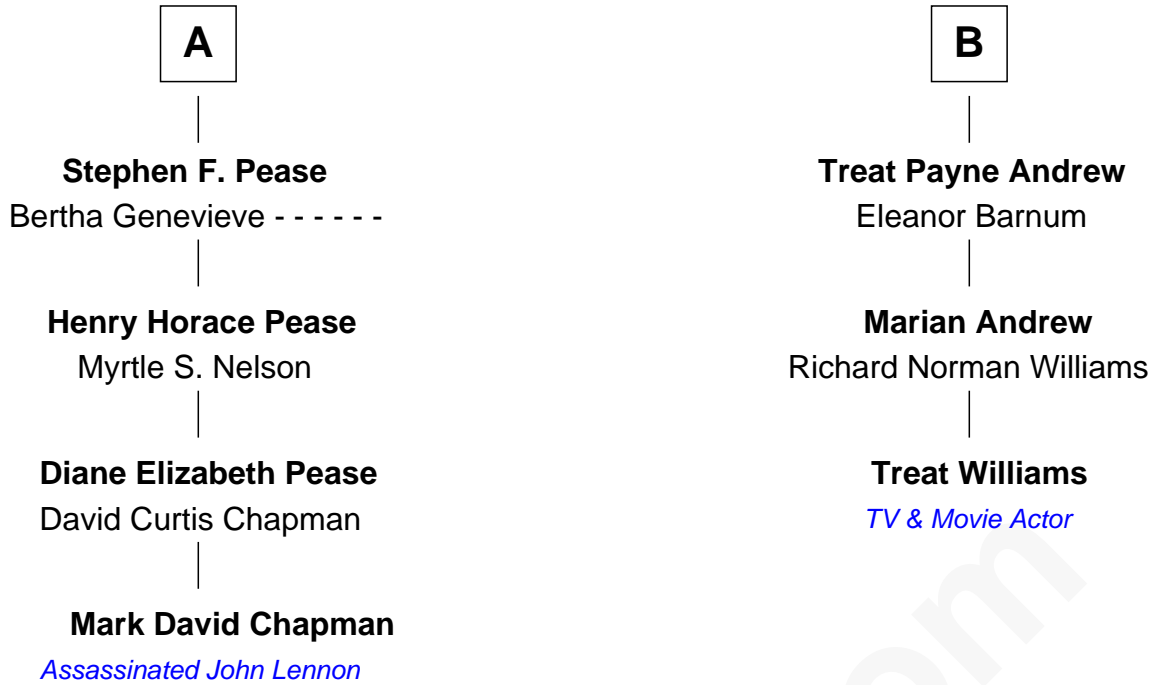 A
Stephen F. Pease
Bertha Genevieve - - - - - -
Henry Horace Pease
Myrtle S. Nelson
Diane Elizabeth Pease
David Curtis Chapman
Mark David Chapman
Assassinated John Lennon
B
Treat Payne Andrew
Eleanor Barnum
Marian Andrew
Richard Norman Williams
Treat Williams
TV & Movie Actor
om